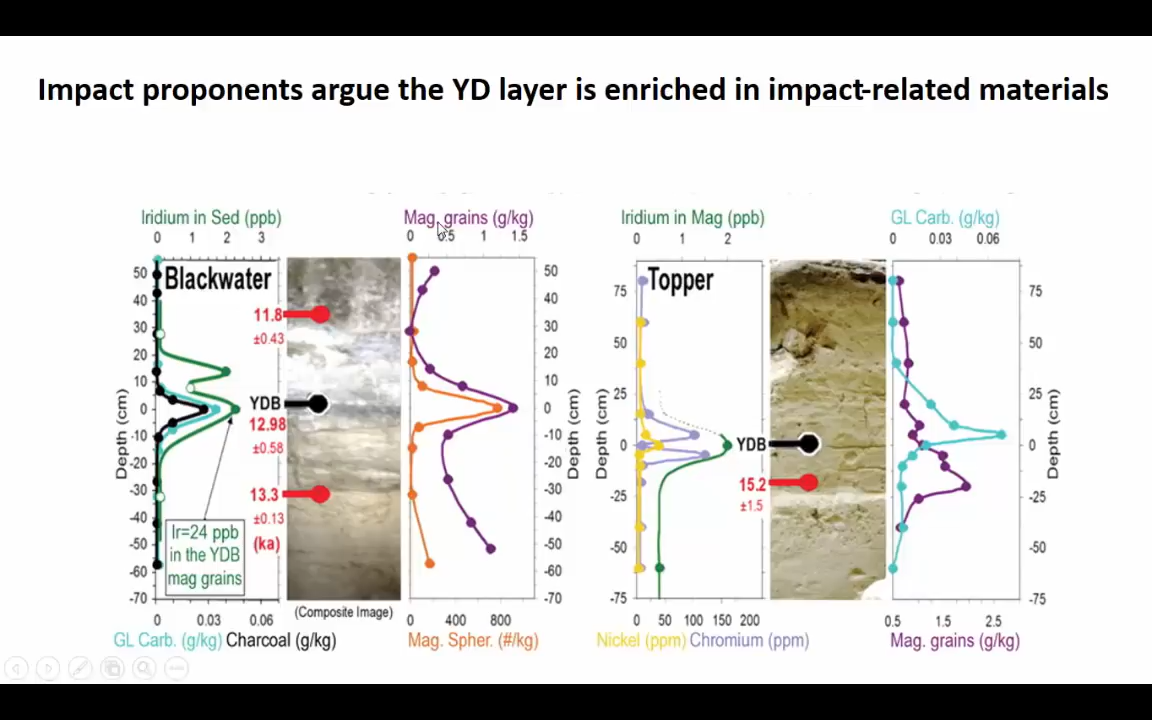 Impact proponents argue the YD layer is enriched in impact-related materials
Iridium in Sed (ppb)
0 1 2 3
Blackwater
50
40
30
20
10
0
-10
-20
-30
-40
-50
-60
-70
Depth (cm)
0 0.03 0.06
GL Carb. (g/kg) Charcoal (g/kg)
Ir=24 ppb
in the YDB
mag grains
11.8
±0.43
YDB
12.98
±0.58
13.3
±0.13
(ka)
(Composite Image)
Mag. grains (g/kg)
0 0.5 1 1.5
50
40
30
20
10
0
-10
-20
-30
-40
-50
-60
-70
Depth (cm)
0 400 800
Mag. Spher. (#/kg)
Iridium in Mag (ppb)
0 1 2
Topper
75
50
25
0
-25
-50
-75
Depth (cm)
0 50 100 150 200
Nickel (ppm) Chromium (ppm)
YDB
15.2
±1.5
GL Carb. (g/kg)
0 0.03 0.06
75
50
25
0
-25
-50
-75
Depth (cm)
0.5 1.5 2.5
Mag. grains (g/kg)